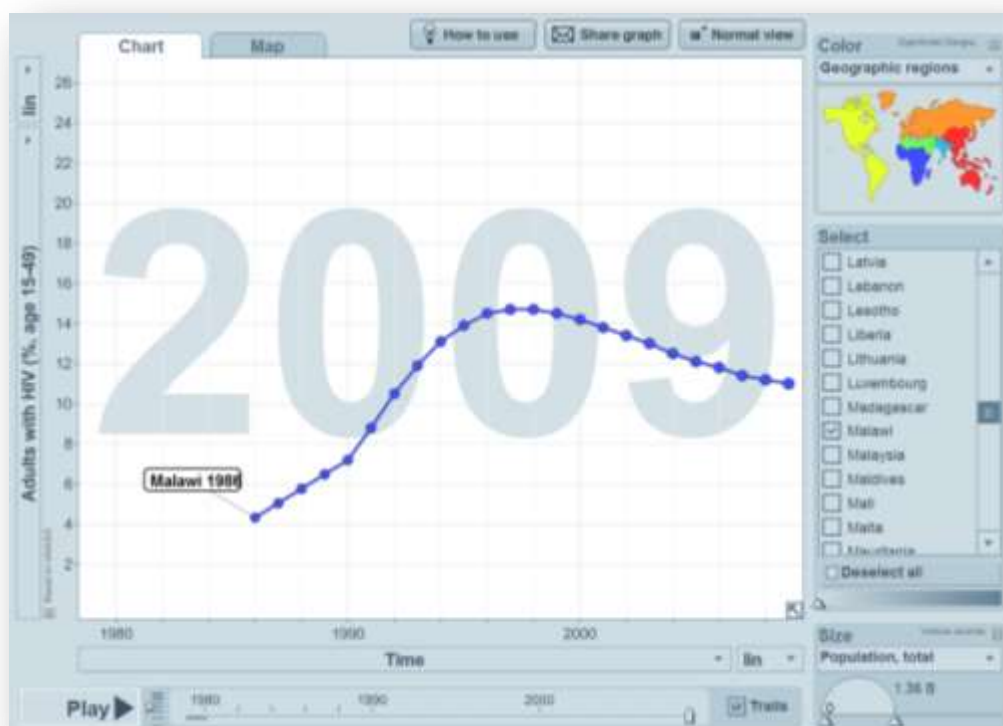 Chart
Map
How to use
Share graph
Normal view
Color
Geographic regions
lin
Adults with HIV (%, age 15-49)
26
24
22
20
18
16
14
12
10
8
6
4
2
2009
Malawi 1986
1980
1990
2000
Time
lin
Select
Latvia
Lebanon
Lesotho
Liberia
Lithuania
Luxembourg
Madagascar
Malawi
Malaysia
Maldives
Mali
Malta
Mauritania
Deselect all
Size
Population, total
1.36 B
Play
1980
1990
2000
Trails